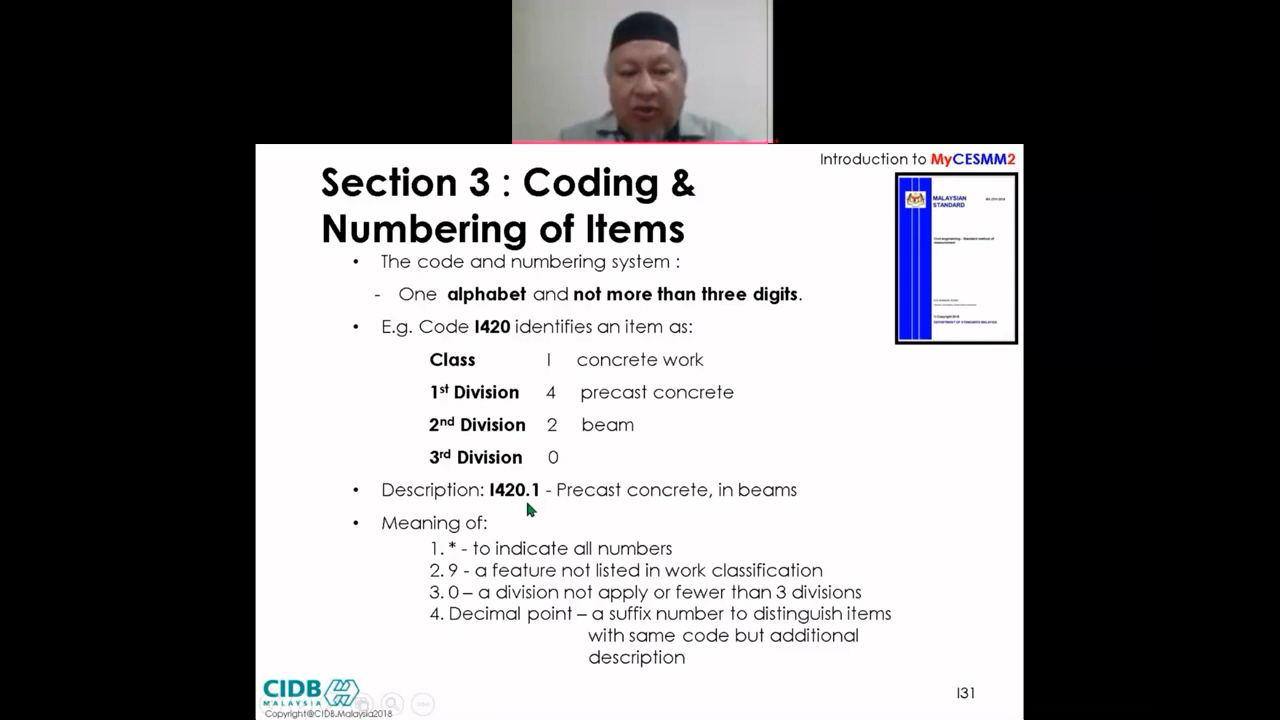 Introduction to MyCESMM2
Section 3 : Coding &
Numbering of Items
MALAYSIAN
STANDARD
• The code and numbering system :
- One alphabet and not more than three digits.
• E.g. Code I420 identifies an item as:
Class I concrete work
1st Division 4 precast concrete
2nd Division 2 beam
3rd Division 0
• Description: I420.1 - Precast concrete, in beams
• Meaning of:
1. * - to indicate all numbers
2. 9 - a feature not listed in work classification
3. 0 – a division not apply or fewer than 3 divisions
4. Decimal point – a suffix number to distinguish items
with same code but additional
description
DEPARTMENT OF STANDARDS MALAYSIA
CIDB
MALAYSIA
Copyright@CIDB.Malaysia2018
I31